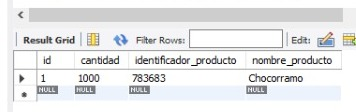 Result Grid Filter Rows: Edit:
id cantidad identificador_producto nombre_producto
1 1000 783683 Chocorramo
NULL NULL NULL NULL